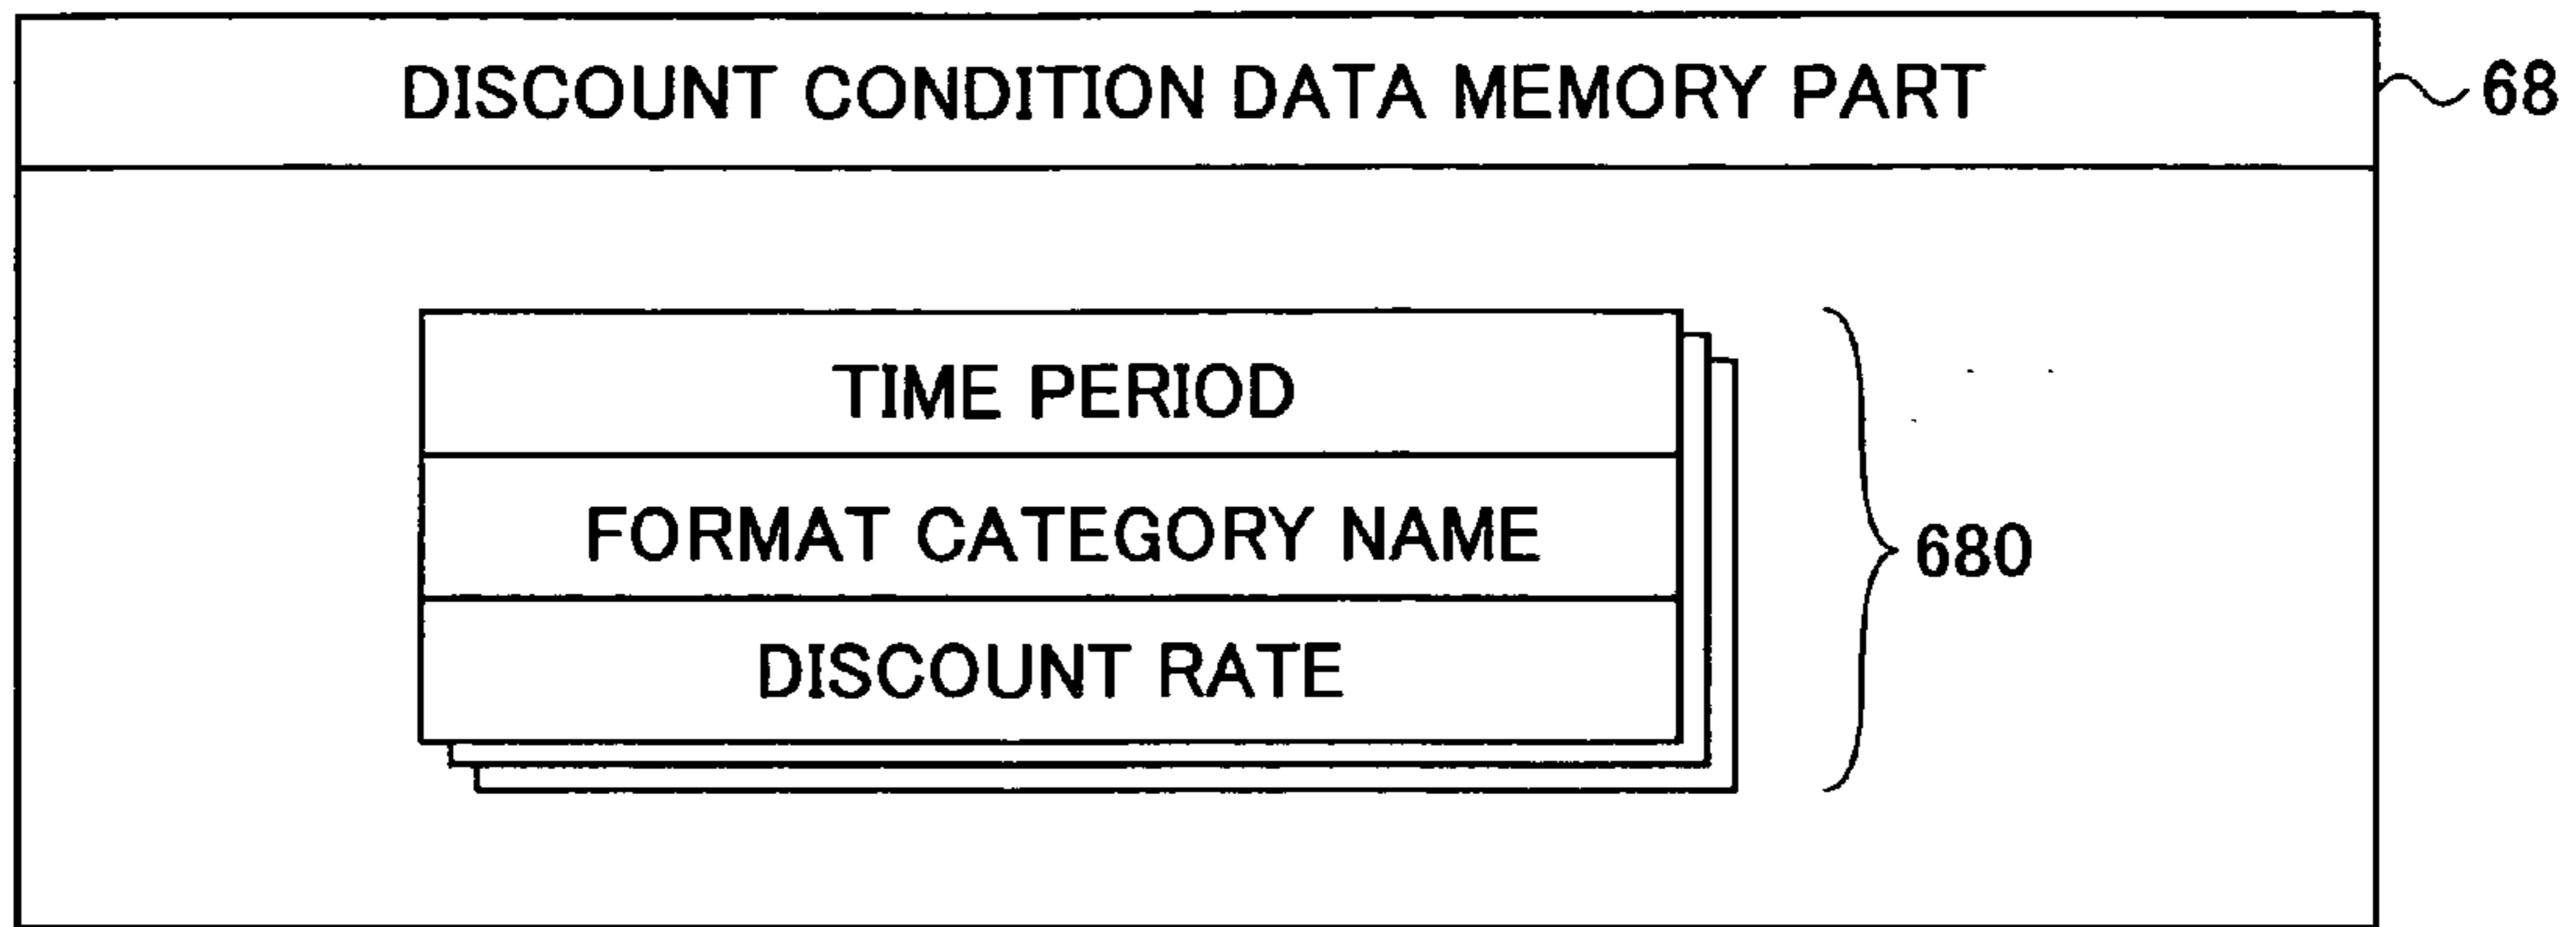 DISCOUNT CONDITION DATA MEMORY PART 68
TIME PERIOD
FORMAT CATEGORY NAME
680
DISCOUNT RATE